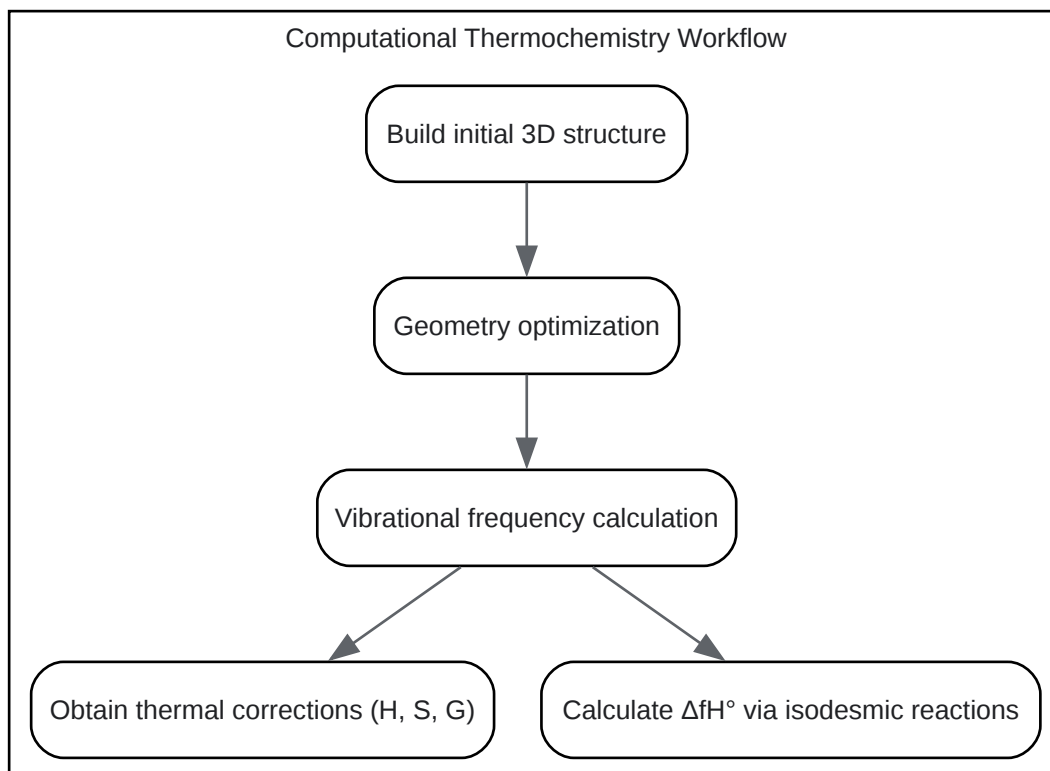 Computational Thermochemistry Workflow
Build initial 3D structure
Geometry optimization
Vibrational frequency calculation
Obtain thermal corrections (H, S, G)
Calculate ΔfH° via isodesmic reactions